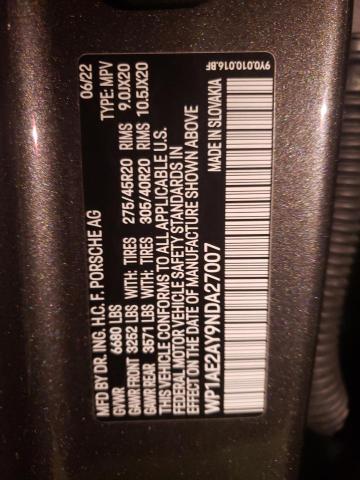 9Y0.010.016.BF
MFD BY DR. ING. H.C. F. PORSCHE AG 06/22
GVWR 6680 LBS TYPE: MPV
GAWR FRONT 3252 LBS WITH: TIRES 275/45R20 RIMS 9.0JX20
GAWR REAR 3571 LBS WITH: TIRES 305/40R20 RIMS 10.5JX20
THIS VEHICLE CONFORMS TO ALL APPLICABLE U.S.
FEDERAL MOTOR VEHICLE SAFETY STANDARDS IN
EFFECT ON THE DATE OF MANUFACTURE SHOWN ABOVE
WP1AE2AY9NDA27007 MADE IN SLOVAKIA